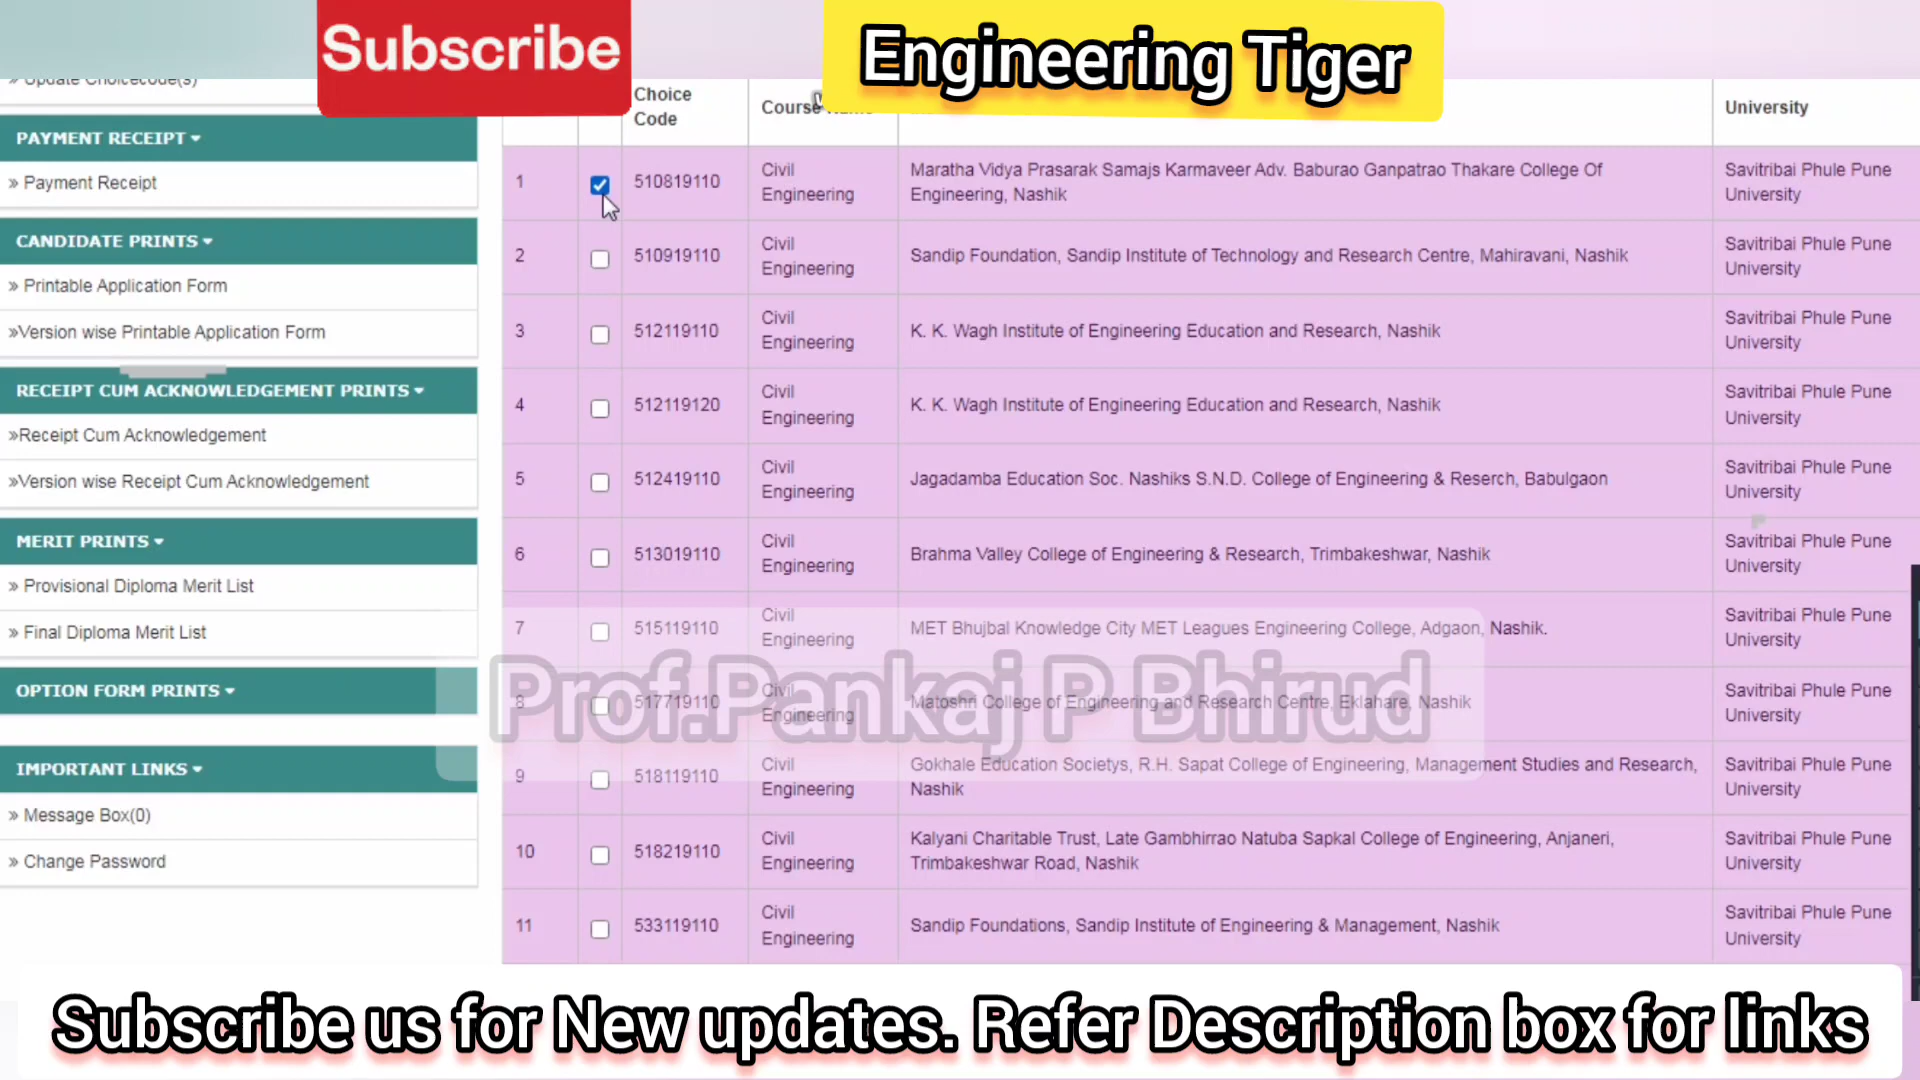 Subscribe
Engineering Tiger
» Update Choicecode(s)
PAYMENT RECEIPT
» Payment Receipt
CANDIDATE PRINTS
» Printable Application Form
»Version wise Printable Application Form
RECEIPT CUM ACKNOWLEDGEMENT PRINTS
»Receipt Cum Acknowledgement
»Version wise Receipt Cum Acknowledgement
MERIT PRINTS
» Provisional Diploma Merit List
» Final Diploma Merit List
OPTION FORM PRINTS
IMPORTANT LINKS
» Message Box(0)
» Change Password
Choice
Code
Course
University
1
510819110
Civil
Engineering
Maratha Vidya Prasarak Samajs Karmaveer Adv. Baburao Ganpatrao Thakare College Of
Engineering, Nashik
Savitribai Phule Pune
University
2
510919110
Civil
Engineering
Sandip Foundation, Sandip Institute of Technology and Research Centre, Mahiravani, Nashik
Savitribai Phule Pune
University
3
512119110
Civil
Engineering
K. K. Wagh Institute of Engineering Education and Research, Nashik
Savitribai Phule Pune
University
4
512119120
Civil
Engineering
K. K. Wagh Institute of Engineering Education and Research, Nashik
Savitribai Phule Pune
University
5
512419110
Civil
Engineering
Jagadamba Education Soc. Nashiks S.N.D. College of Engineering & Reserch, Babulgaon
Savitribai Phule Pune
University
6
513019110
Civil
Engineering
Brahma Valley College of Engineering & Research, Trimbakeshwar, Nashik
Savitribai Phule Pune
University
7
515119110
Civil
Engineering
MET Bhujbal Knowledge City MET Leagues Engineering College, Adgaon, Nashik.
Savitribai Phule Pune
University
8
517719110
Civil
Engineering
Matoshri College of Engineering and Research Centre, Eklahare, Nashik
Savitribai Phule Pune
University
Prof.Pankaj P Bhirud
9
518119110
Civil
Engineering
Gokhale Education Societys, R.H. Sapat College of Engineering, Management Studies and Research,
Nashik
Savitribai Phule Pune
University
10
518219110
Civil
Engineering
Kalyani Charitable Trust, Late Gambhirrao Natuba Sapkal College of Engineering, Anjaneri,
Trimbakeshwar Road, Nashik
Savitribai Phule Pune
University
11
533119110
Civil
Engineering
Sandip Foundations, Sandip Institute of Engineering & Management, Nashik
Savitribai Phule Pune
University
Subscribe us for New updates. Refer Description box for links